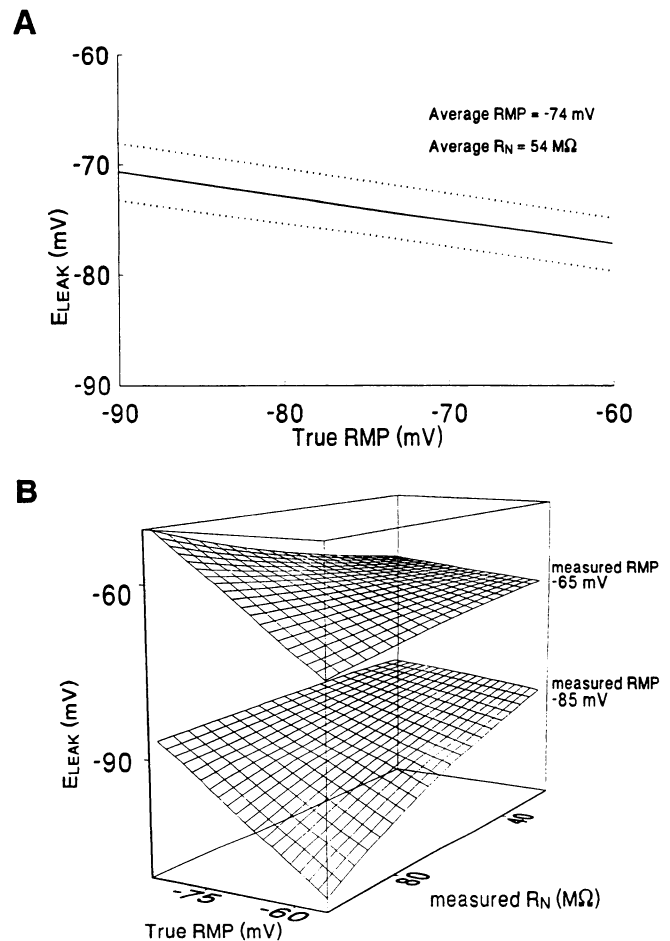 A
-60
-70
-80
-90
ELEAK (mV)
Average RMP = -74 mV
Average RN = 54 MΩ
-90
-80
-70
-60
True RMP (mV)
B
-60
-90
ELEAK (mV)
measured RMP
-65 mV
measured RMP
-85 mV
-75
-60
True RMP (mV)
80
40
measured RN (MΩ)